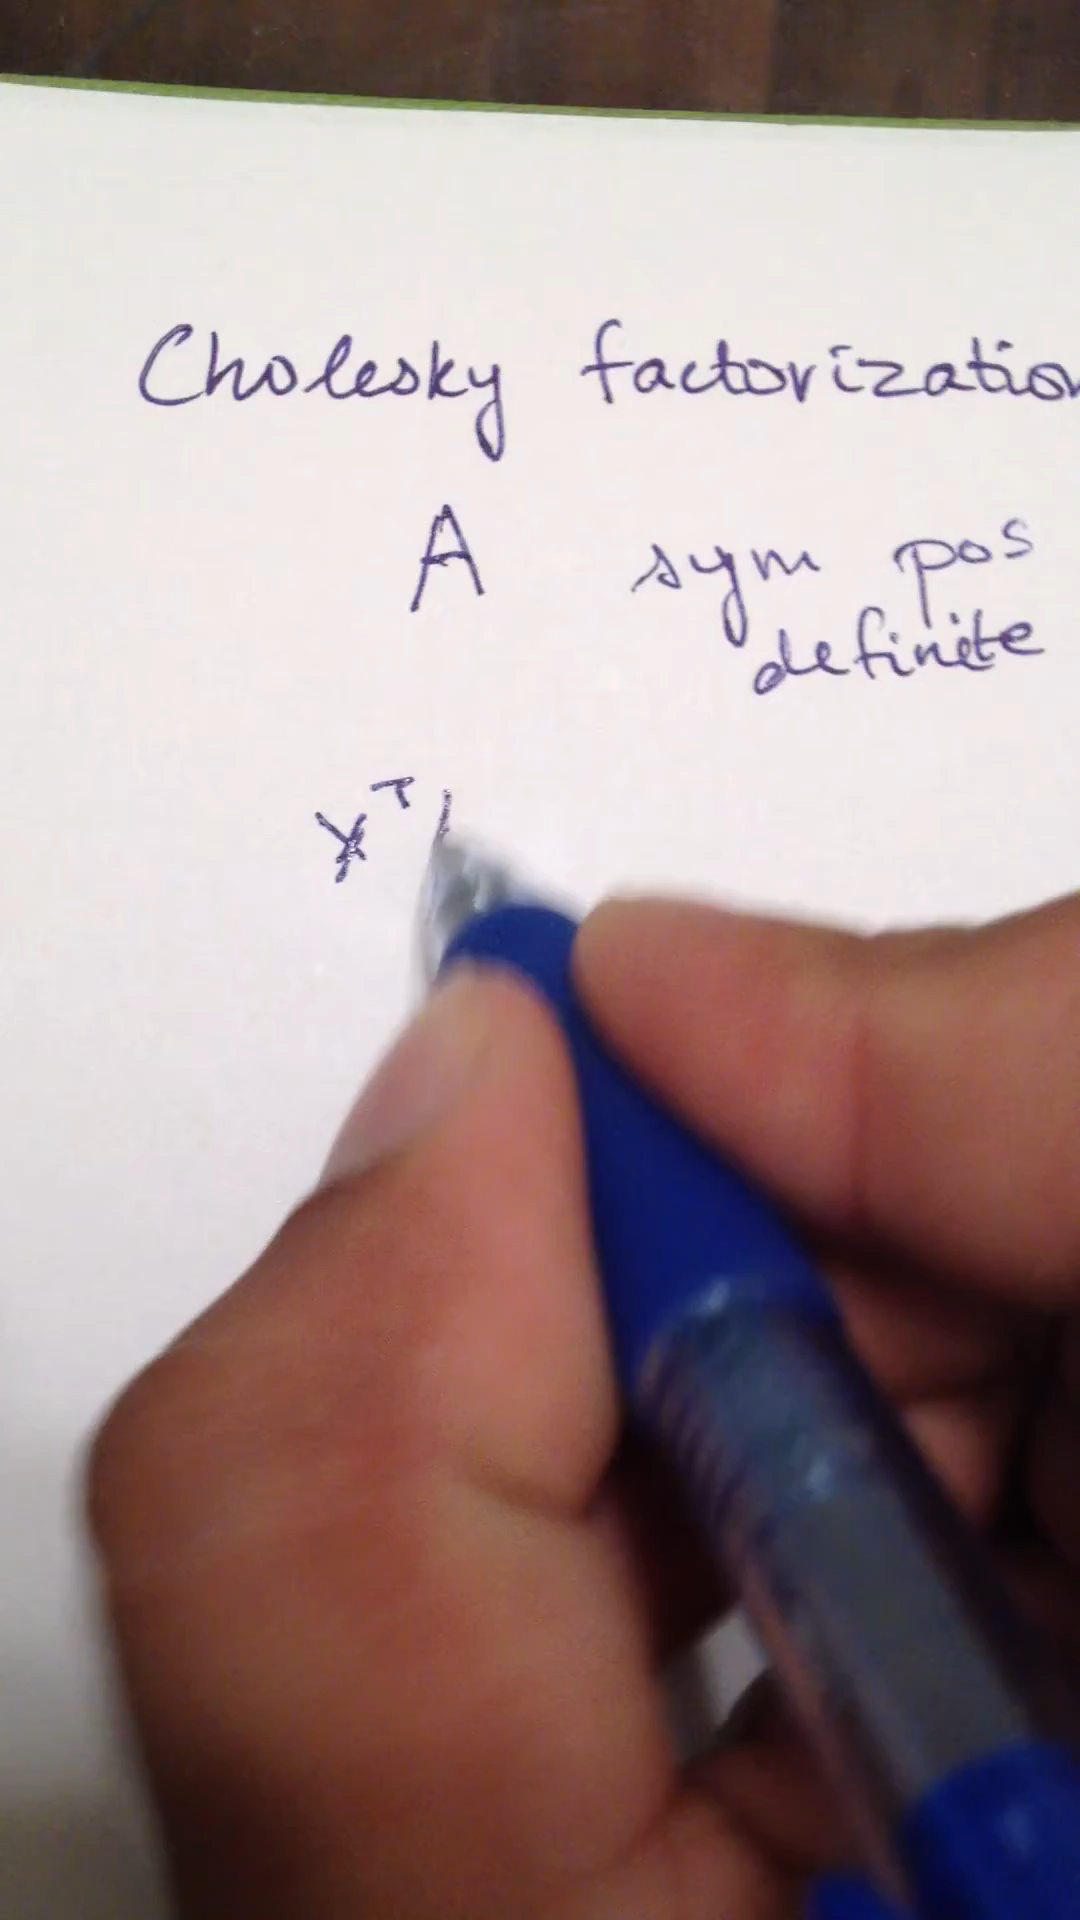 Cholesky factorization
A sym pos
definite
x^T